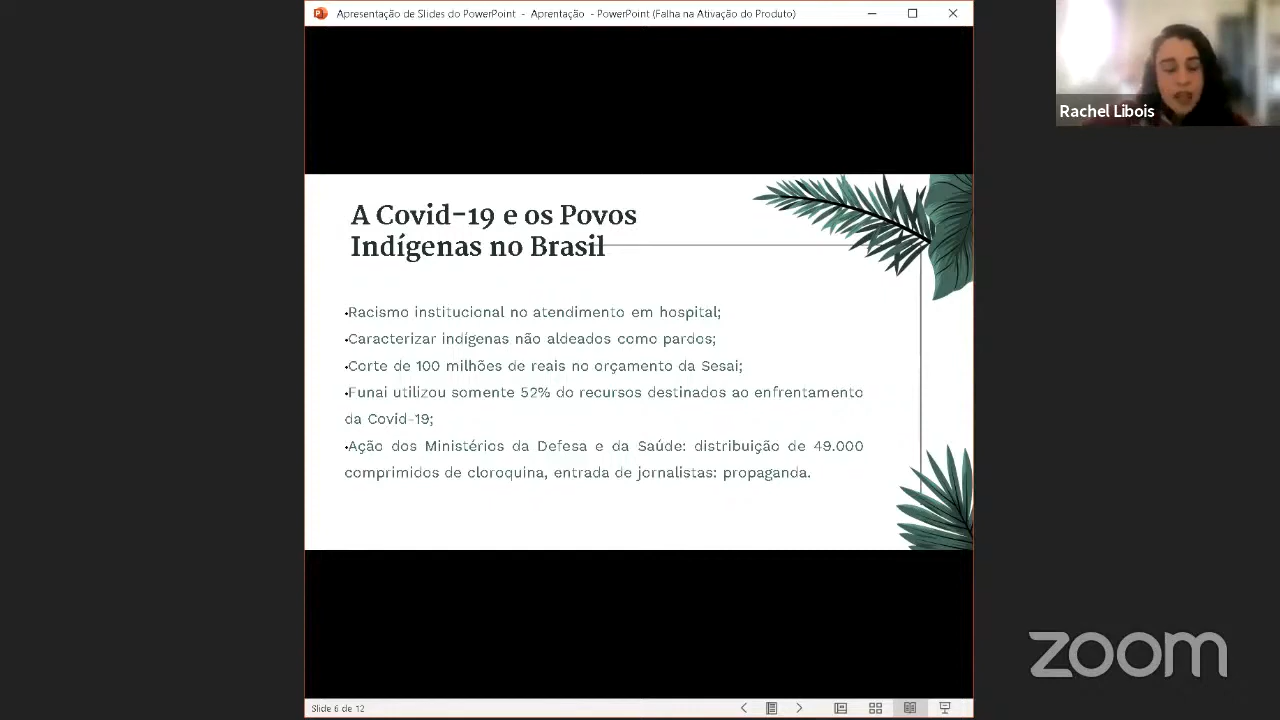 Apresentação de Slides do PowerPoint - Aprentação - PowerPoint (Falha na Ativação do Produto)
Rachel Libois
A Covid-19 e os Povos
Indígenas no Brasil
•Racismo institucional no atendimento em hospital;
•Caracterizar indígenas não aldeados como pardos;
•Corte de 100 milhões de reais no orçamento da Sesai;
•Funai utilizou somente 52% do recursos destinados ao enfrentamento
da Covid-19;
•Ação dos Ministérios da Defesa e da Saúde: distribuição de 49.000
comprimidos de cloroquina, entrada de jornalistas: propaganda.
zoom
Slide 6 de 12